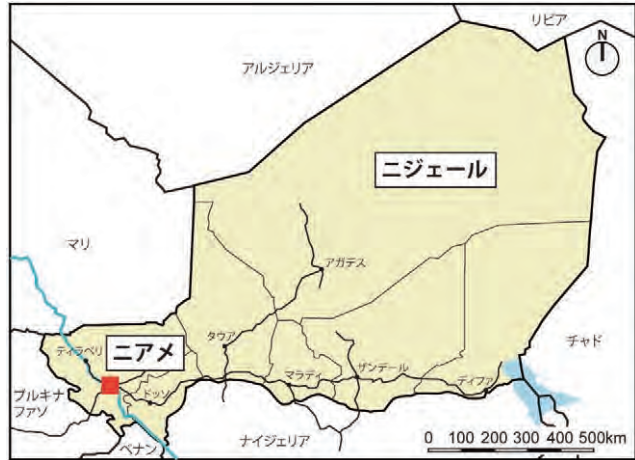 リビア
N
アルジェリア
ニジェール
マリ
アガデス
タウア
チャド
ティラベリ
ニアメ
マラディ
ザンデール
ディファ
ドッソ
ブルキナ
ファソ
ベナン
ナイジェリア
0 100 200 300 400 500km